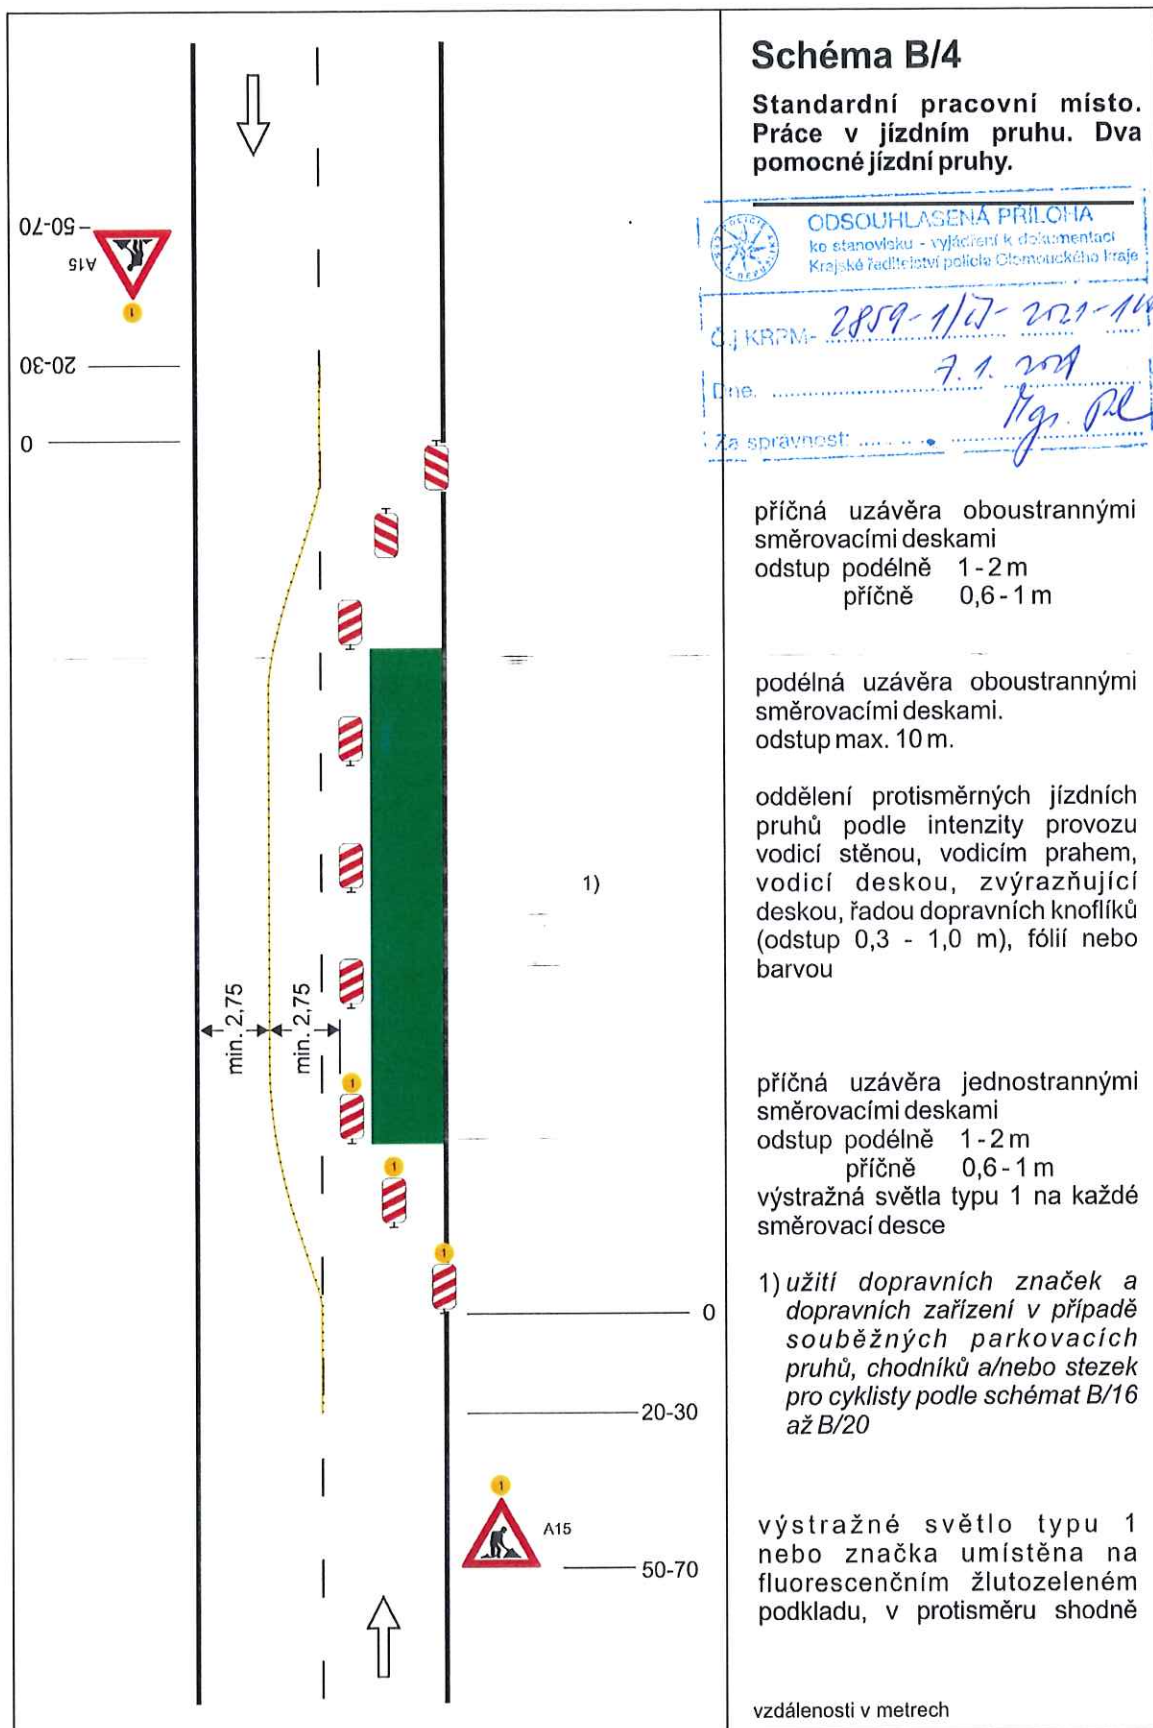 Schéma B/4
Standardní pracovní místo.
Práce v jízdním pruhu. Dva
pomocné jízdní pruhy.
ODSOUHLASENÁ PŘÍLOHA
ke stanovisku - vyjádření k dokumentaci
Krajské ředitelství policie Olomouckého kraje
Č.j. KRPM- 2859-1/
Dne. 7.1.
Za správnost: Mgr.
50-70
A15
1
20-30
0
příčná uzávěra oboustrannými
směrovacími deskami
odstup podélně 1-2 m
příčně 0,6-1 m
podélná uzávěra oboustrannými
směrovacími deskami.
odstup max. 10 m.
1)
oddělení protisměrných jízdních
pruhů podle intenzity provozu
vodicí stěnou, vodicím prahem,
vodicí deskou, zvýrazňující
deskou, řadou dopravních knoflíků
(odstup 0,3 - 1,0 m), fólií nebo
barvou
min. 2,75
min. 2,75
1
1
1
příčná uzávěra jednostrannými
směrovacími deskami
odstup podélně 1-2 m
příčně 0,6-1 m
výstražná světla typu 1 na každé
směrovací desce
0
20-30
1) užití dopravních značek a
dopravních zařízení v případě
souběžných parkovacích
pruhů, chodníků a/nebo stezek
pro cyklisty podle schémat B/16
až B/20
1
A15
50-70
výstražné světlo typu 1
nebo značka umístěna na
fluorescenčním žlutozeleném
podkladu, v protisměru shodně
vzdálenosti v metrech